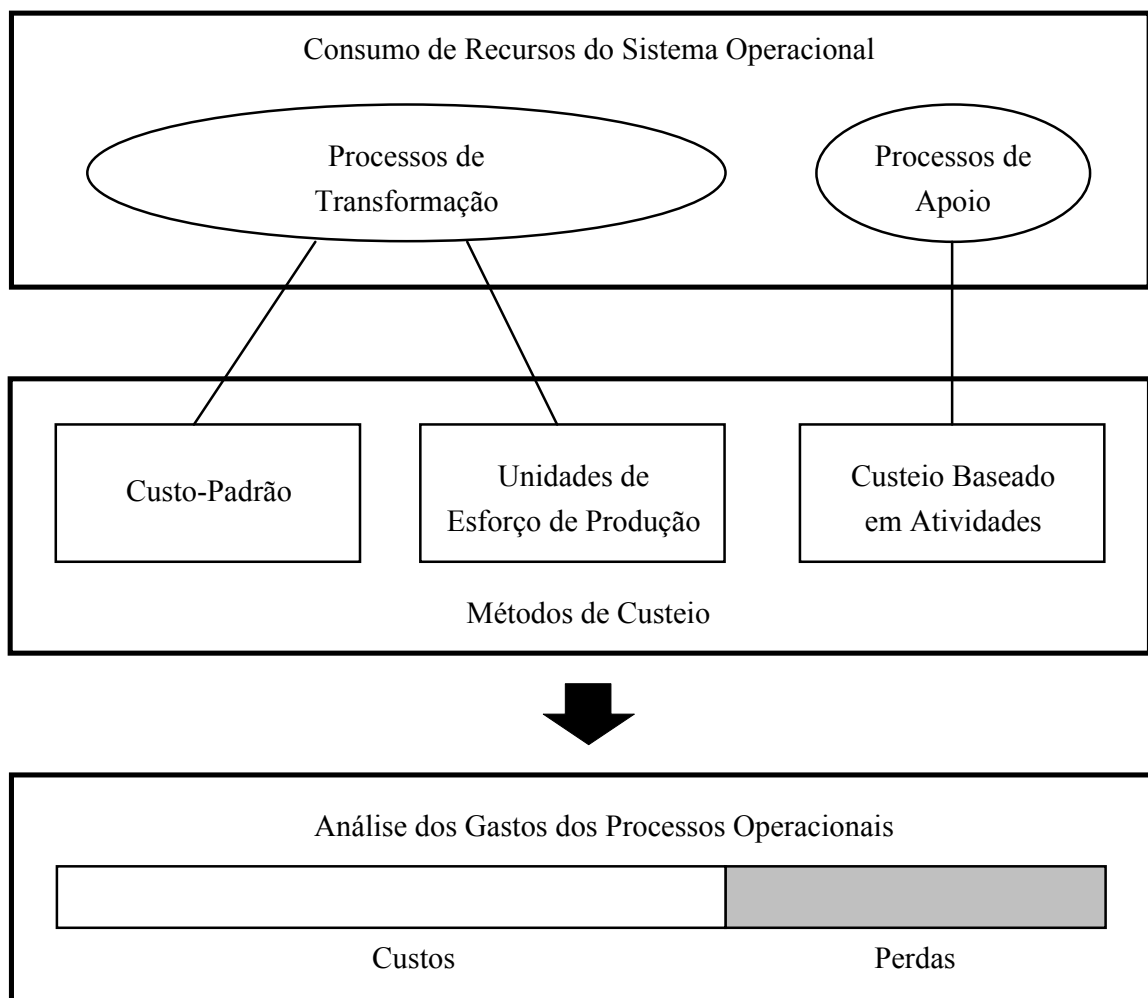 Consumo de Recursos do Sistema Operacional
Processos de
Transformação
Processos de
Apoio
Custo-Padrão
Unidades de
Esforço de Produção
Custeio Baseado
em Atividades
Métodos de Custeio
Análise dos Gastos dos Processos Operacionais
Custos
Perdas